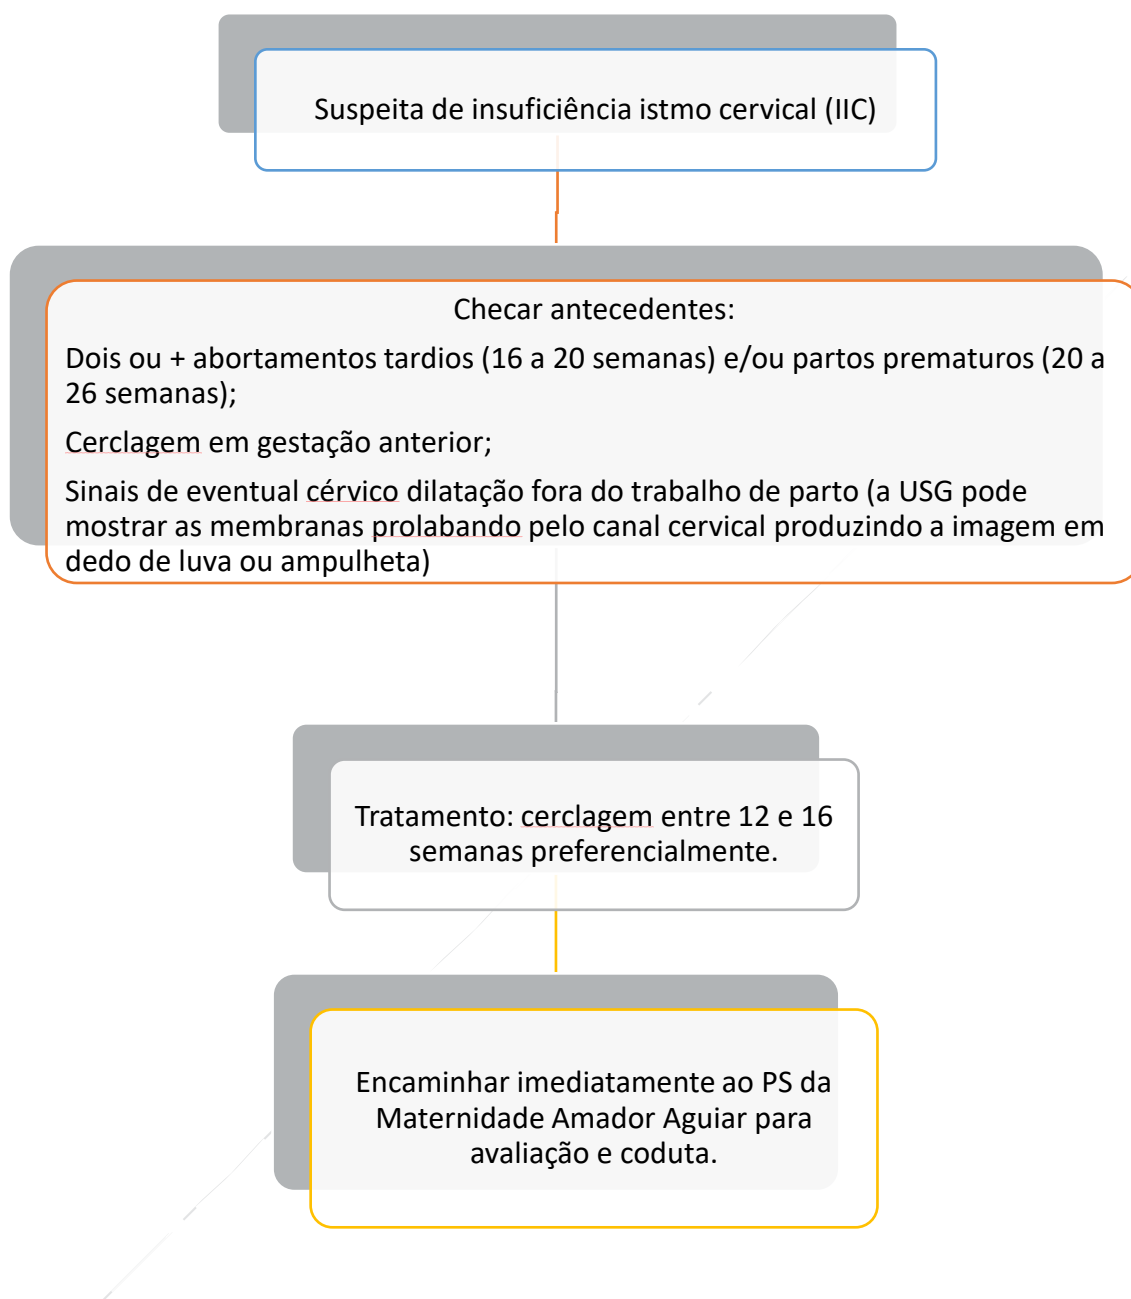 Suspeita de insuficiência istmo cervical (IIC)
Checar antecedentes:
Dois ou + abortamentos tardios (16 a 20 semanas) e/ou partos prematuros (20 a
26 semanas);
Cerclagem em gestação anterior;
Sinais de eventual cérvico dilatação fora do trabalho de parto (a USG pode
mostrar as membranas prolabando pelo canal cervical produzindo a imagem em
dedo de luva ou ampulheta)
Tratamento: cerclagem entre 12 e 16
semanas preferencialmente.
Encaminhar imediatamente ao PS da
Maternidade Amador Aguiar para
avaliação e coduta.